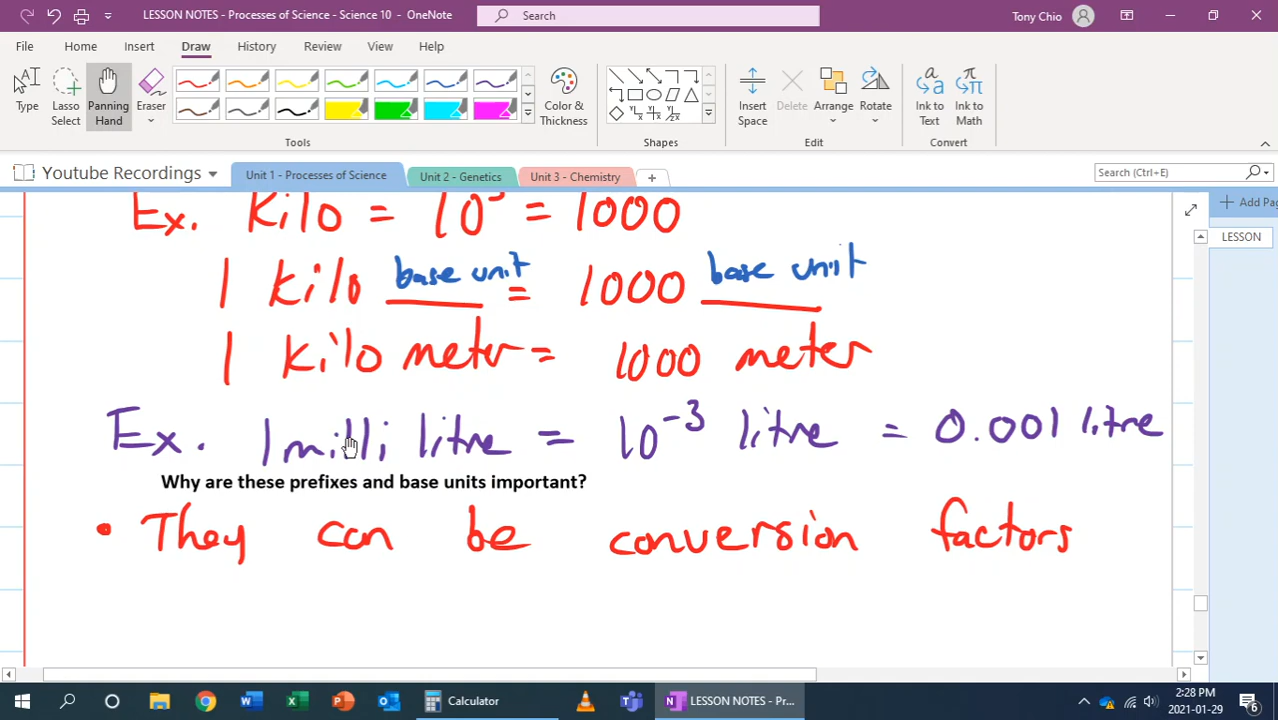 LESSON NOTES - Processes of Science - Science 10 - OneNote
Search
Tony Chio
File Home Insert Draw History Review View Help
Type
Lasso Select
Panning Hand
Eraser
Color & Thickness
Insert Space
Delete
Arrange
Rotate
Ink to Text
Ink to Math
Tools Shapes Edit Convert
Youtube Recordings
Unit 1 - Processes of Science
Unit 2 - Genetics
Unit 3 - Chemistry
Search (Ctrl+E)
Add Pag
LESSON
Ex. Kilo = 10³ = 1000
1 kilo base unit = 1000 base unit
1 kilo meter = 1000 meter
Ex. 1 milli litre = 10⁻³ litre = 0.001 litre
Why are these prefixes and base units important?
• They can be conversion factors
Calculator
LESSON NOTES - Pr...
2:28 PM
2021-01-29
6